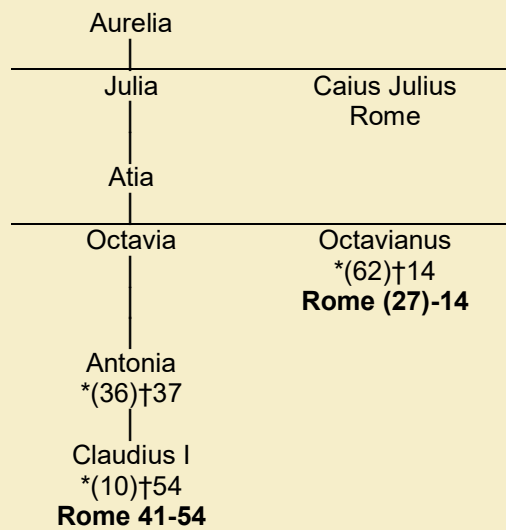 Aurelia
Julia Caius Julius
Rome
Atia
Octavia Octavianus
*(62)†14
Rome (27)-14
Antonia
*(36)†37
Claudius I
*(10)†54
Rome 41-54